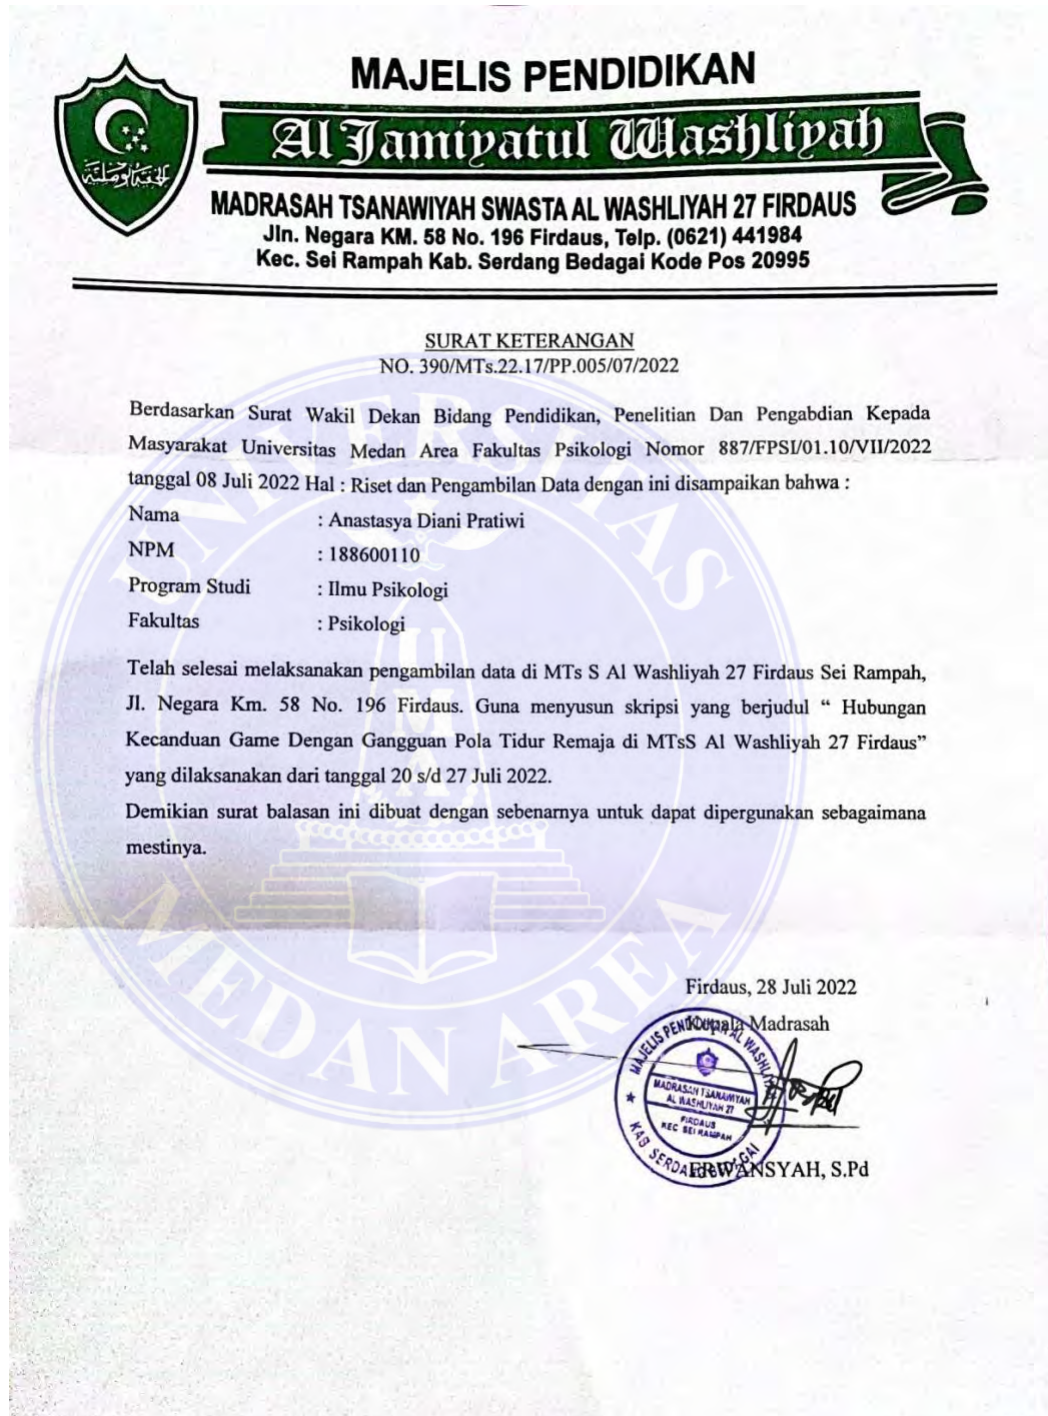 MAJELIS PENDIDIKAN
Al Jamiyatul Washliyah
MADRASAH TSANAWIYAH SWASTA AL WASHLIYAH 27 FIRDAUS
Jln. Negara KM. 58 No. 196 Firdaus, Telp. (0621) 441984
Kec. Sei Rampah Kab. Serdang Bedagai Kode Pos 20995
SURAT KETERANGAN
NO. 390/MTs.22.17/PP.005/07/2022
Berdasarkan Surat Wakil Dekan Bidang Pendidikan, Penelitian Dan Pengabdian Kepada
Masyarakat Universitas Medan Area Fakultas Psikologi Nomor 887/FPSI/01.10/VII/2022
tanggal 08 Juli 2022 Hal : Riset dan Pengambilan Data dengan ini disampaikan bahwa :
Nama : Anastasya Diani Pratiwi
NPM : 188600110
Program Studi : Ilmu Psikologi
Fakultas : Psikologi
Telah selesai melaksanakan pengambilan data di MTs S Al Washliyah 27 Firdaus Sei Rampah,
Jl. Negara Km. 58 No. 196 Firdaus. Guna menyusun skripsi yang berjudul “ Hubungan
Kecanduan Game Dengan Gangguan Pola Tidur Remaja di MTsS Al Washliyah 27 Firdaus”
yang dilaksanakan dari tanggal 20 s/d 27 Juli 2022.
Demikian surat balasan ini dibuat dengan sebenarnya untuk dapat dipergunakan sebagaimana
mestinya.
UNIVERSITAS
UMA
MEDAN AREA
Firdaus, 28 Juli 2022
Kepala Madrasah
MAJELIS PENDIDIKAN AL WASHLIYAH
MADRASAH TSANAWIYAH
AL WASHLIYAH 27
FIRDAUS
KEC SEI RAMPAH
KAB SERDANG BEDAGAI
ERWANSYAH, S.Pd